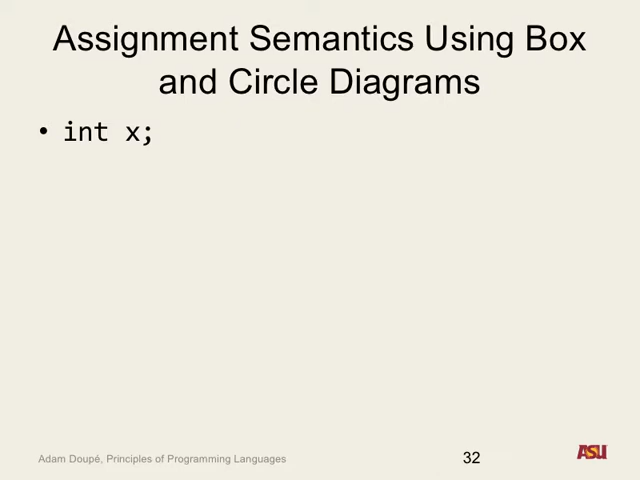 Assignment Semantics Using Box
and Circle Diagrams
• int x;
Adam Doupé, Principles of Programming Languages
32
ASU